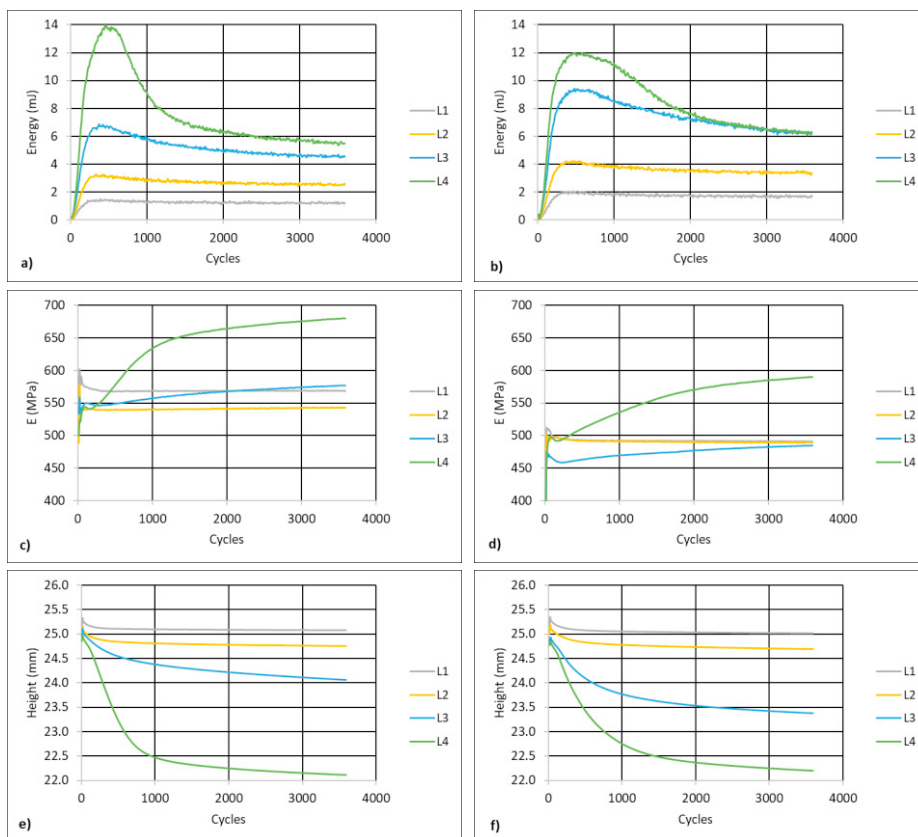 14
12
10
8
6
4
2
0
Energy (mJ)
0 1000 2000 3000 4000
Cycles
L1
L2
L3
L4
a)
14
12
10
8
6
4
2
0
Energy (mJ)
0 1000 2000 3000 4000
Cycles
L1
L2
L3
L4
b)
700
650
600
550
500
450
400
E (MPa)
0 1000 2000 3000 4000
Cycles
L1
L2
L3
L4
c)
700
650
600
550
500
450
400
E (MPa)
0 1000 2000 3000 4000
Cycles
L1
L2
L3
L4
d)
26.0
25.5
25.0
24.5
24.0
23.5
23.0
22.5
22.0
Height (mm)
0 1000 2000 3000 4000
Cycles
L1
L2
L3
L4
e)
26.0
25.5
25.0
24.5
24.0
23.5
23.0
22.5
22.0
Height (mm)
0 1000 2000 3000 4000
Cycles
L1
L2
L3
L4
f)